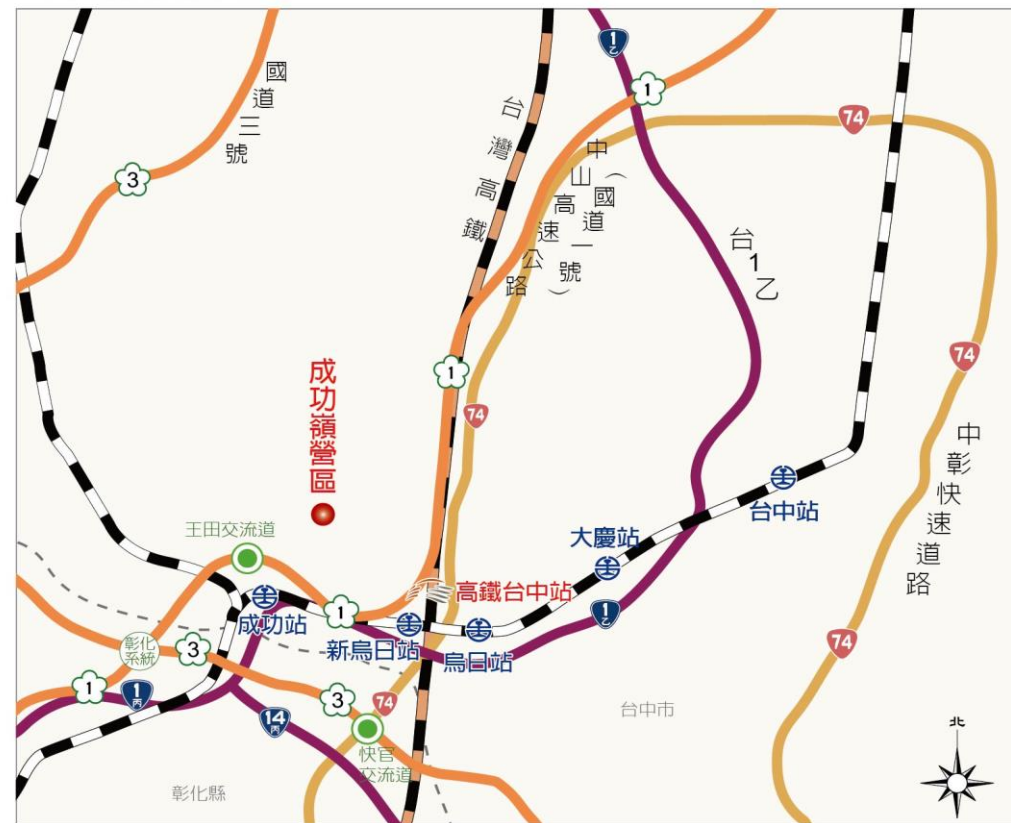 1乙
國道三號
3
台灣高鐵
1
74
中山高速公路
(國道一號)
台1乙
1
74
74
成功嶺營區
中彰快速道路
台中站
王田交流道
大慶站
高鐵台中站
成功站
1
1乙
新烏日站
烏日站
彰化系統
3
74
1
1丙
3
74
14丙
台中市
北
快官
交流道
彰化縣